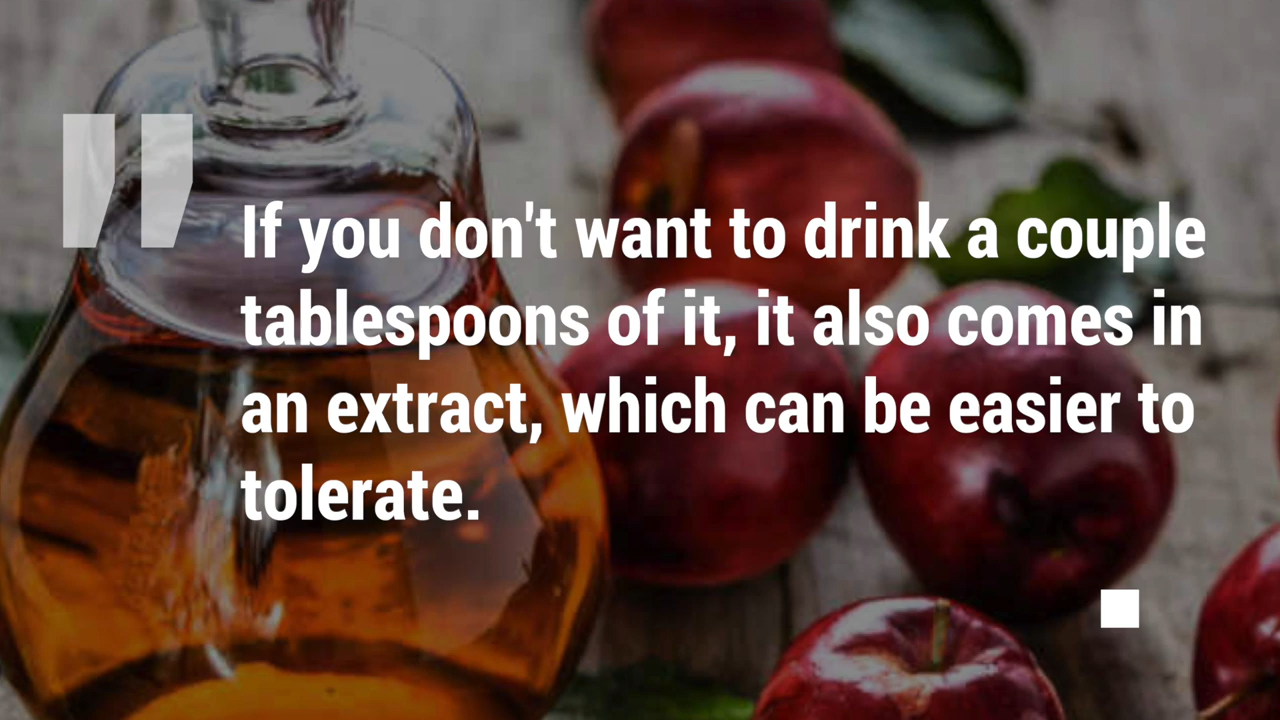 "
If you don't want to drink a couple
tablespoons of it, it also comes in
an extract, which can be easier to
tolerate.